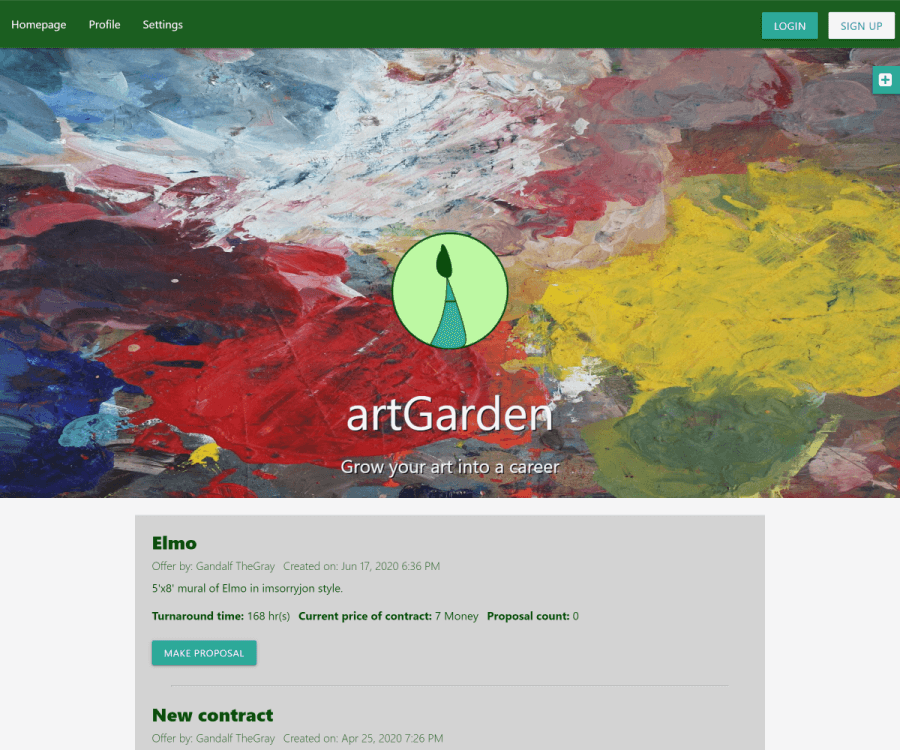 Homepage Profile Settings LOGIN SIGN UP
artGarden
Grow your art into a career
Elmo
Offer by: Gandalf TheGray Created on: Jun 17, 2020 6:36 PM
5'x8' mural of Elmo in imsorryjon style.
Turnaround time: 168 hr(s) Current price of contract: 7 Money Proposal count: 0
MAKE PROPOSAL
New contract
Offer by: Gandalf TheGray Created on: Apr 25, 2020 7:26 PM